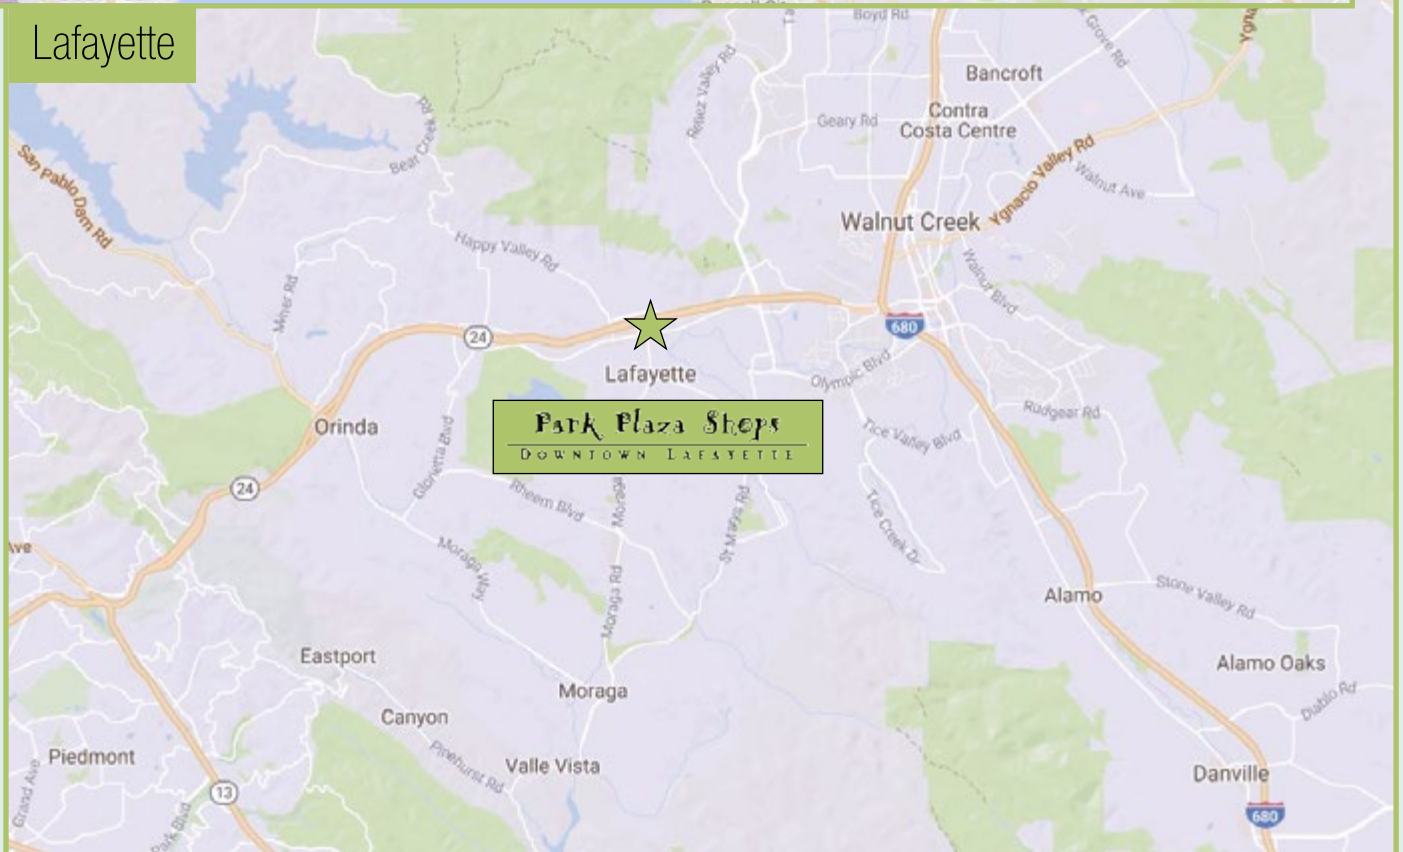 Lafayette
Boyd Rd
Grove Rd
Bancroft
Reliez Valley Rd
Contra
Costa Centre
Geary Rd
Bear Creek Rd
San Pablo Dam Rd
Ygnacio Valley Rd
Walnut Ave
Walnut Creek
Happy Valley Rd
Walnut Blvd
Miner Rd
24
680
Lafayette
Olympic Blvd
Park Plaza Shops
Downtown Lafayette
Rudgear Rd
Orinda
Tice Valley Blvd
Glorietta Blvd
24
Rheem Blvd
Moraga
St Marys Rd
Tice Creek Dr
Ave
Moraga Way
Moraga Rd
Alamo
Stone Valley Rd
Eastport
Alamo Oaks
Moraga
Diablo Rd
Canyon
Piedmont
Pinehurst Rd
Valle Vista
Danville
Grand Ave
13
680
Park Blvd